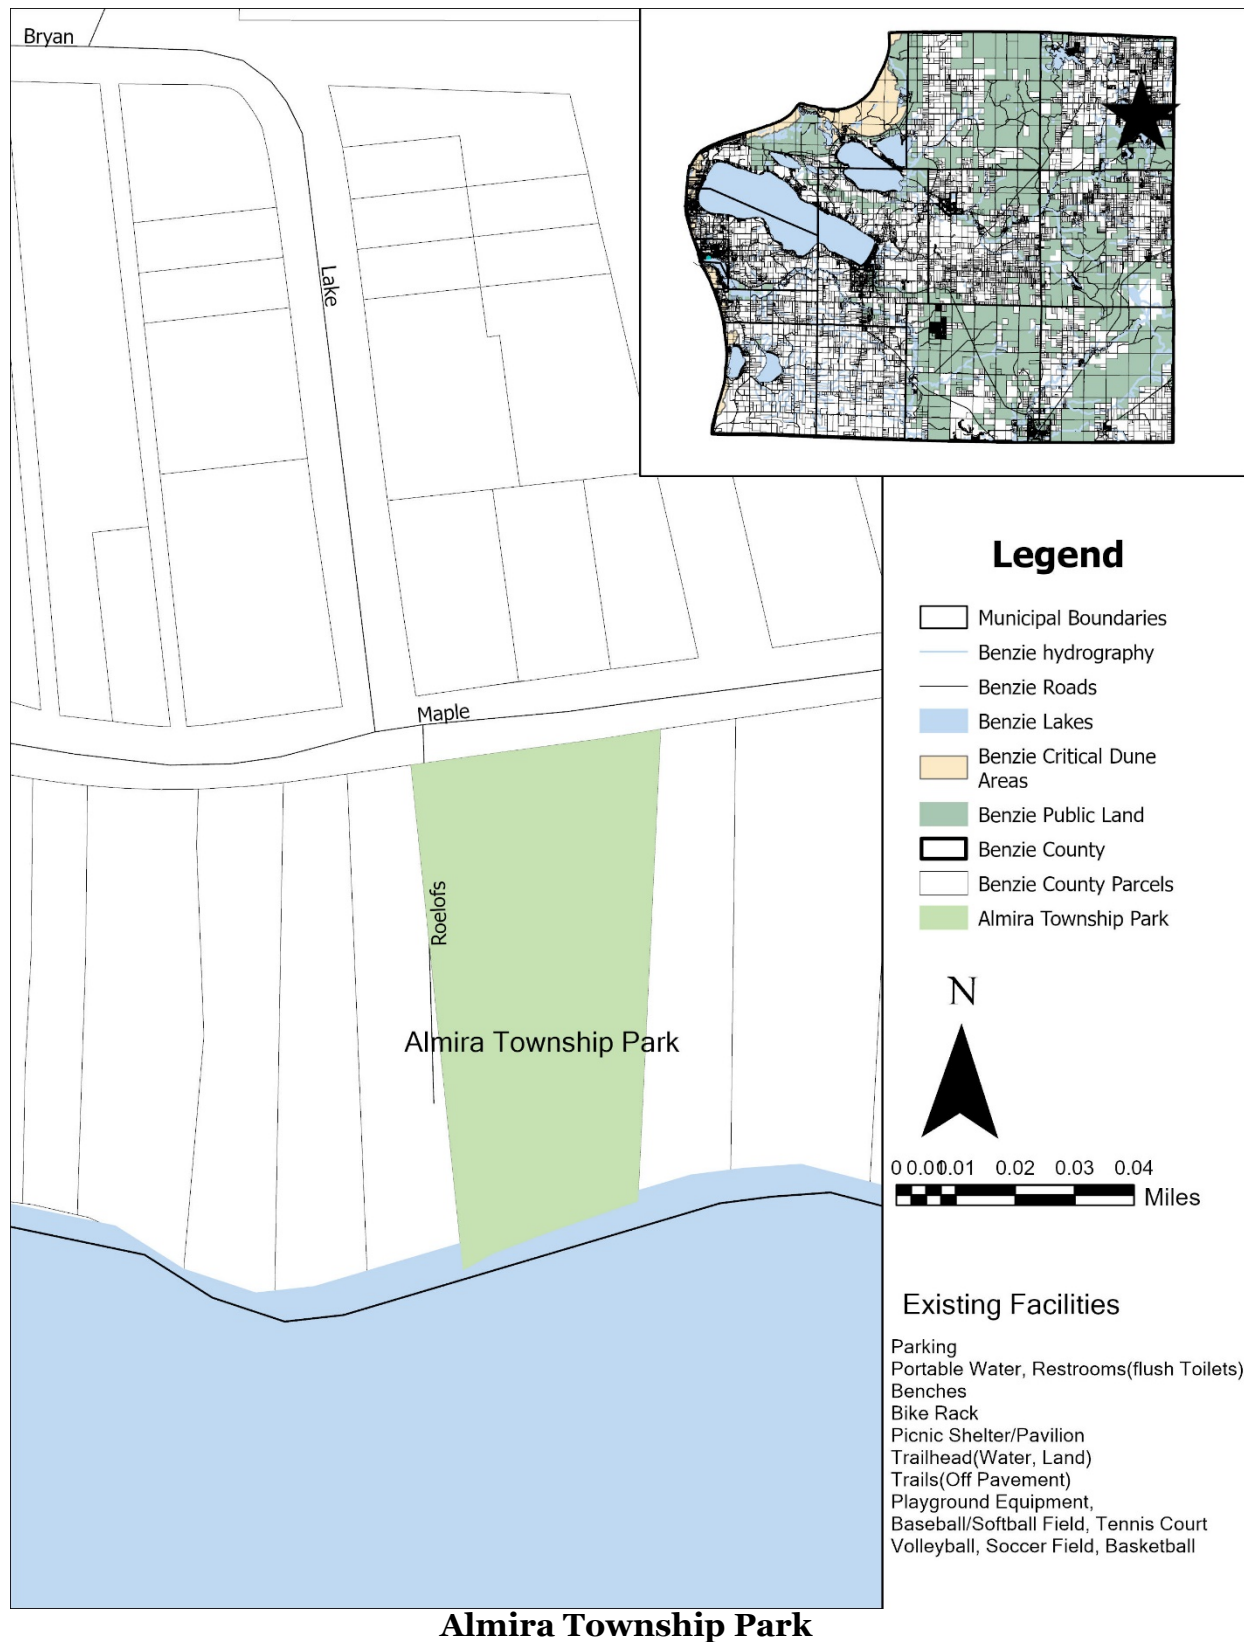 Bryan
Lake
Maple
Roelofs
Almira Township Park
Legend
Municipal Boundaries
Benzie hydrography
Benzie Roads
Benzie Lakes
Benzie Critical Dune
Areas
Benzie Public Land
Benzie County
Benzie County Parcels
Almira Township Park
N
0 0.01 0.01 0.02 0.03 0.04
Miles
Existing Facilities
Parking
Portable Water, Restrooms(flush Toilets)
Benches
Bike Rack
Picnic Shelter/Pavilion
Trailhead(Water, Land)
Trails(Off Pavement)
Playground Equipment,
Baseball/Softball Field, Tennis Court
Volleyball, Soccer Field, Basketball
Almira Township Park